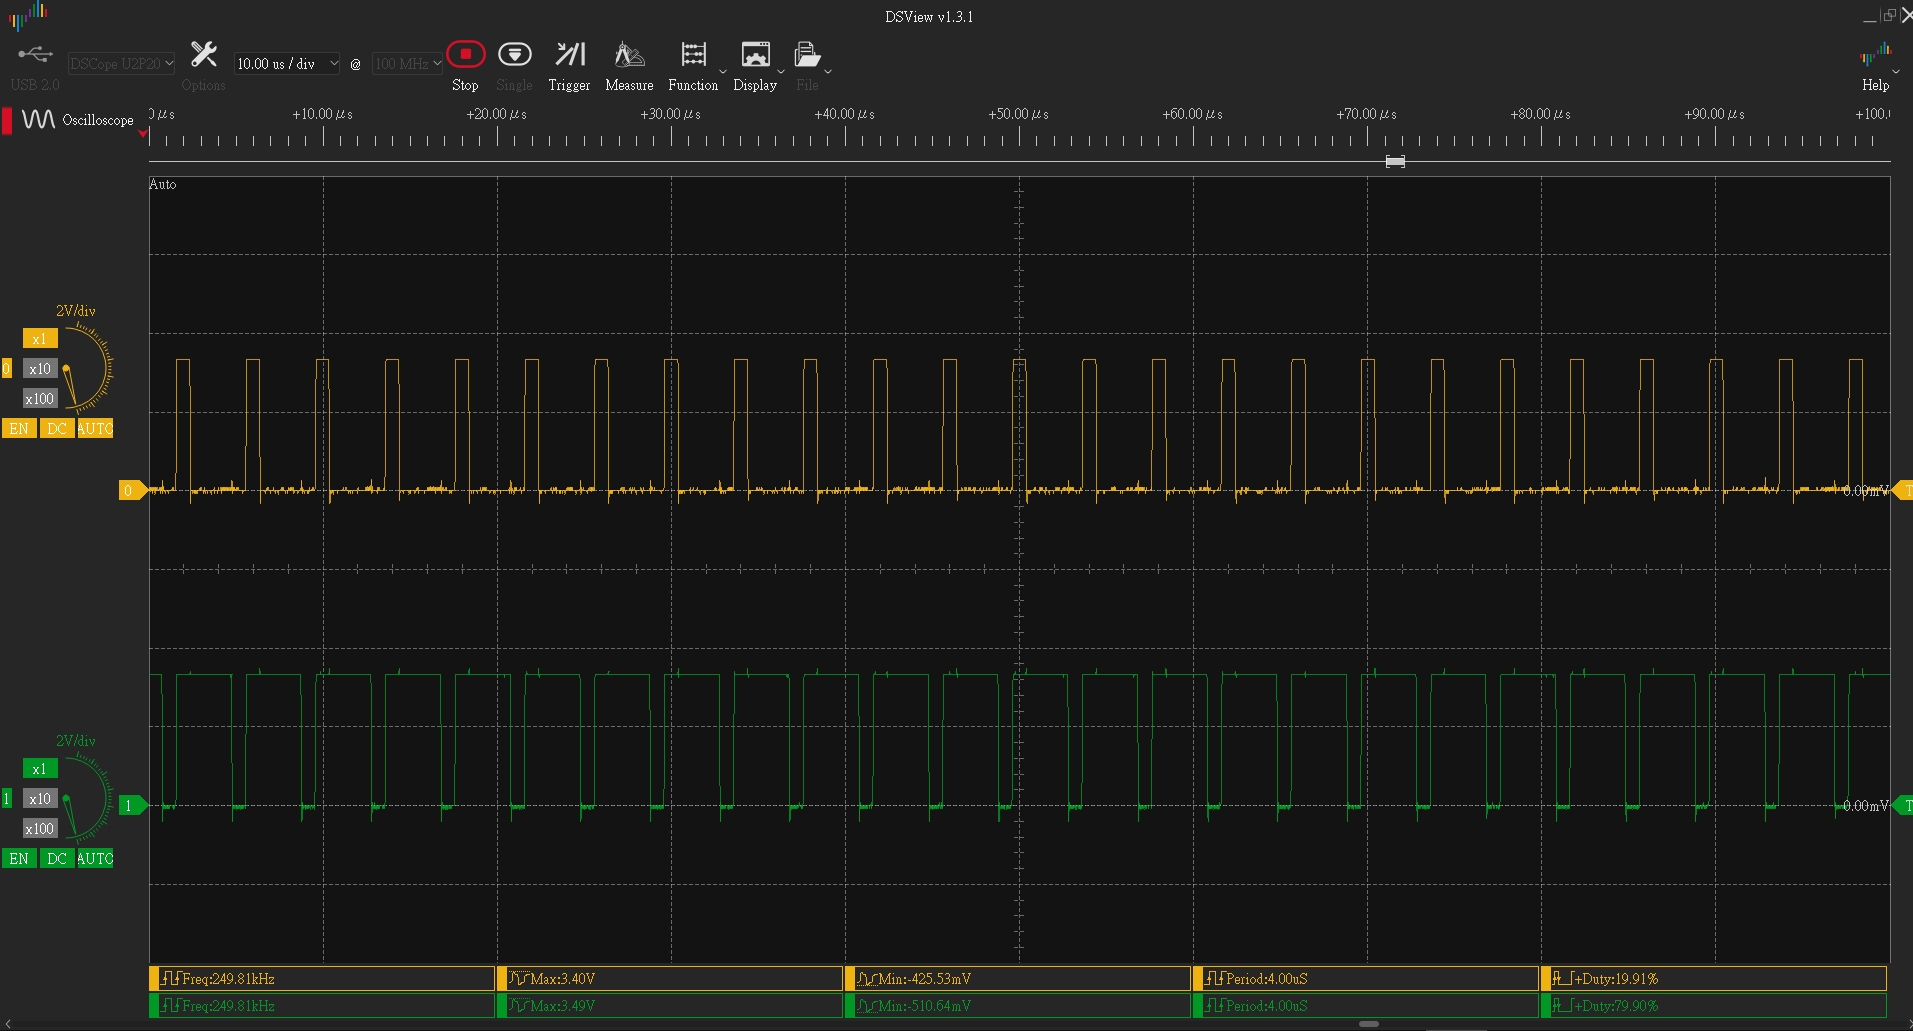 DSView v1.3.1
USB 2.0
DSCope U2P20
Options
10.00 us / div
@
100 MHz
Stop
Single
Trigger
Measure
Function
Display
File
Help
Oscilloscope
0 μs +10.00 μs +20.00 μs +30.00 μs +40.00 μs +50.00 μs +60.00 μs +70.00 μs +80.00 μs +90.00 μs +100.
Auto
2V/div
x1
0
x10
x100
EN DC AUTO
0
0.00mV
T
2V/div
x1
1
x10
x100
EN DC AUTO
1
0.00mV
T
Freq:249.81kHz Max:3.40V Min:-425.53mV Period:4.00uS +Duty:19.91%
Freq:249.81kHz Max:3.49V Min:-510.64mV Period:4.00uS +Duty:79.90%